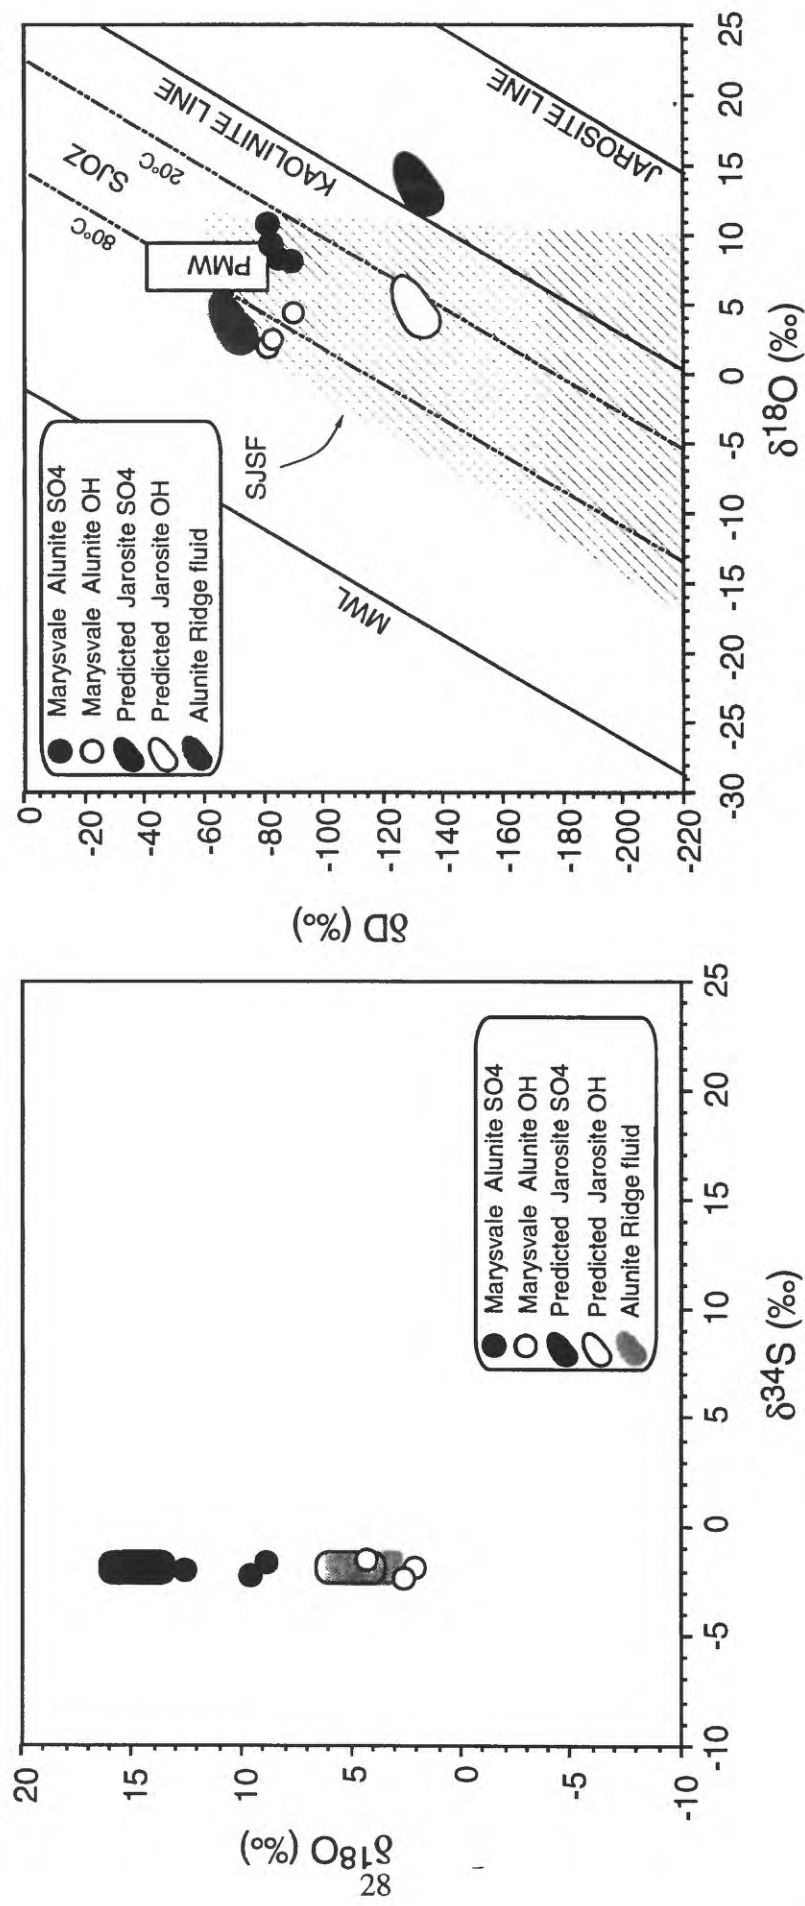 20
15
10
5
0
-5
-10
δ18O (‰)
-10
-5
0
5
10
15
20
25
δ34S (‰)
Marysvale Alunite SO4
Marysvale Alunite OH
Predicted Jarosite SO4
Predicted Jarosite OH
Alunite Ridge fluid
0
-20
-40
-60
-80
-100
-120
-140
-160
-180
-200
-220
δD (‰)
-30
-25
-20
-15
-10
-5
0
5
10
15
20
25
δ18O (‰)
Marysvale Alunite SO4
Marysvale Alunite OH
Predicted Jarosite SO4
Predicted Jarosite OH
Alunite Ridge fluid
80°C
SJOZ
20°C
KAOLINITE LINE
JAROSITE LINE
PMW
SJSF
MWL
28